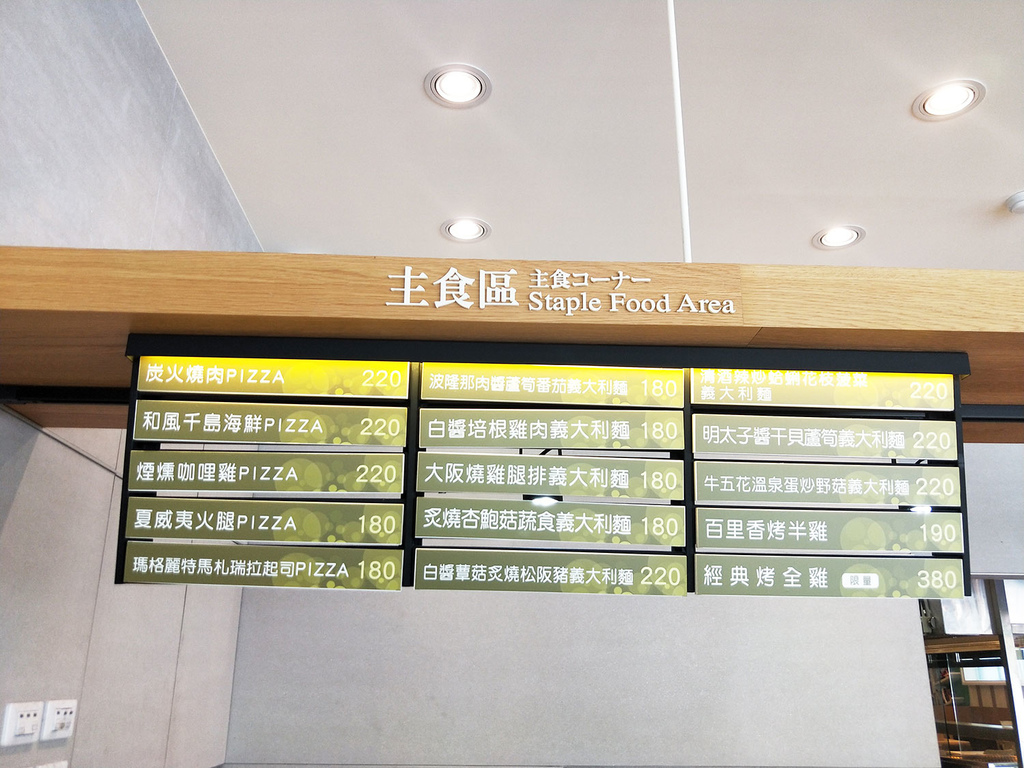 主食區
主食コーナー
Staple Food Area
炭火燒肉PIZZA 220
和風千島海鮮PIZZA 220
煙燻咖哩雞PIZZA 220
夏威夷火腿PIZZA 180
瑪格麗特馬札瑞拉起司PIZZA 180
波隆那肉醬蘆筍番茄義大利麵 180
白醬培根雞肉義大利麵 180
大阪燒雞腿排義大利麵 180
炙燒杏鮑菇蔬食義大利麵 180
白醬蕈菇炙燒松阪豬義大利麵 220
清酒辣炒蛤蜊花枝
義大利麵 220
明太子醬干貝蘆筍義大利麵 220
牛五花溫泉蛋炒野菇義大利麵 220
百里香烤半雞 190
經典烤全雞 限量 380